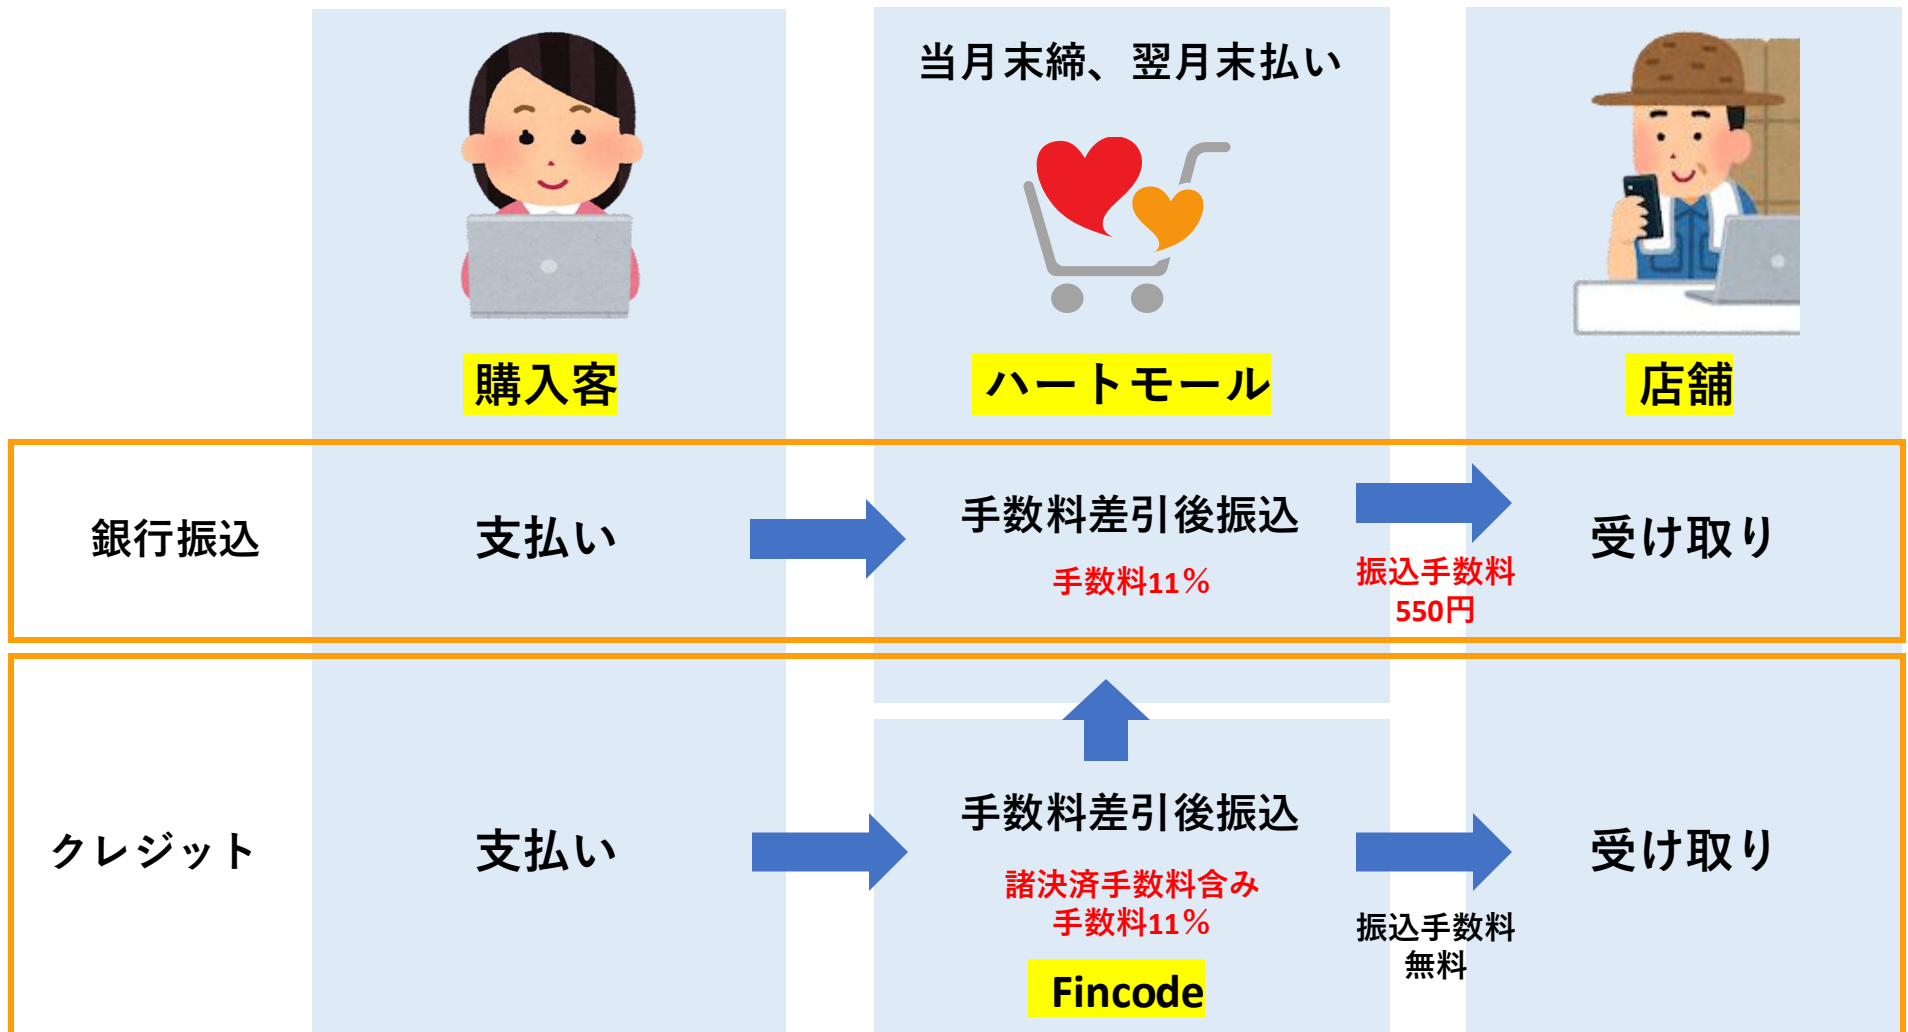 当月末締、翌月末払い
購入客
ハートモール
店舗
銀行振込
支払い
手数料差引後振込
手数料11％
振込手数料
550円
受け取り
クレジット
支払い
手数料差引後振込
諸決済手数料含み
手数料11％
Fincode
振込手数料
無料
受け取り